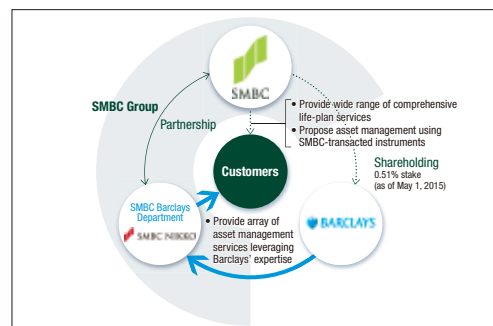 SMBC
SMBC Group
Partnership
• Provide wide range of comprehensive
life-plan services
• Propose asset management using
SMBC-transacted instruments
Customers
Shareholding
0.51% stake
(as of May 1, 2015)
SMBC Barclays
Department
SMBC NIKKO
• Provide array of
asset management
services leveraging
Barclays' expertise
BARCLAYS